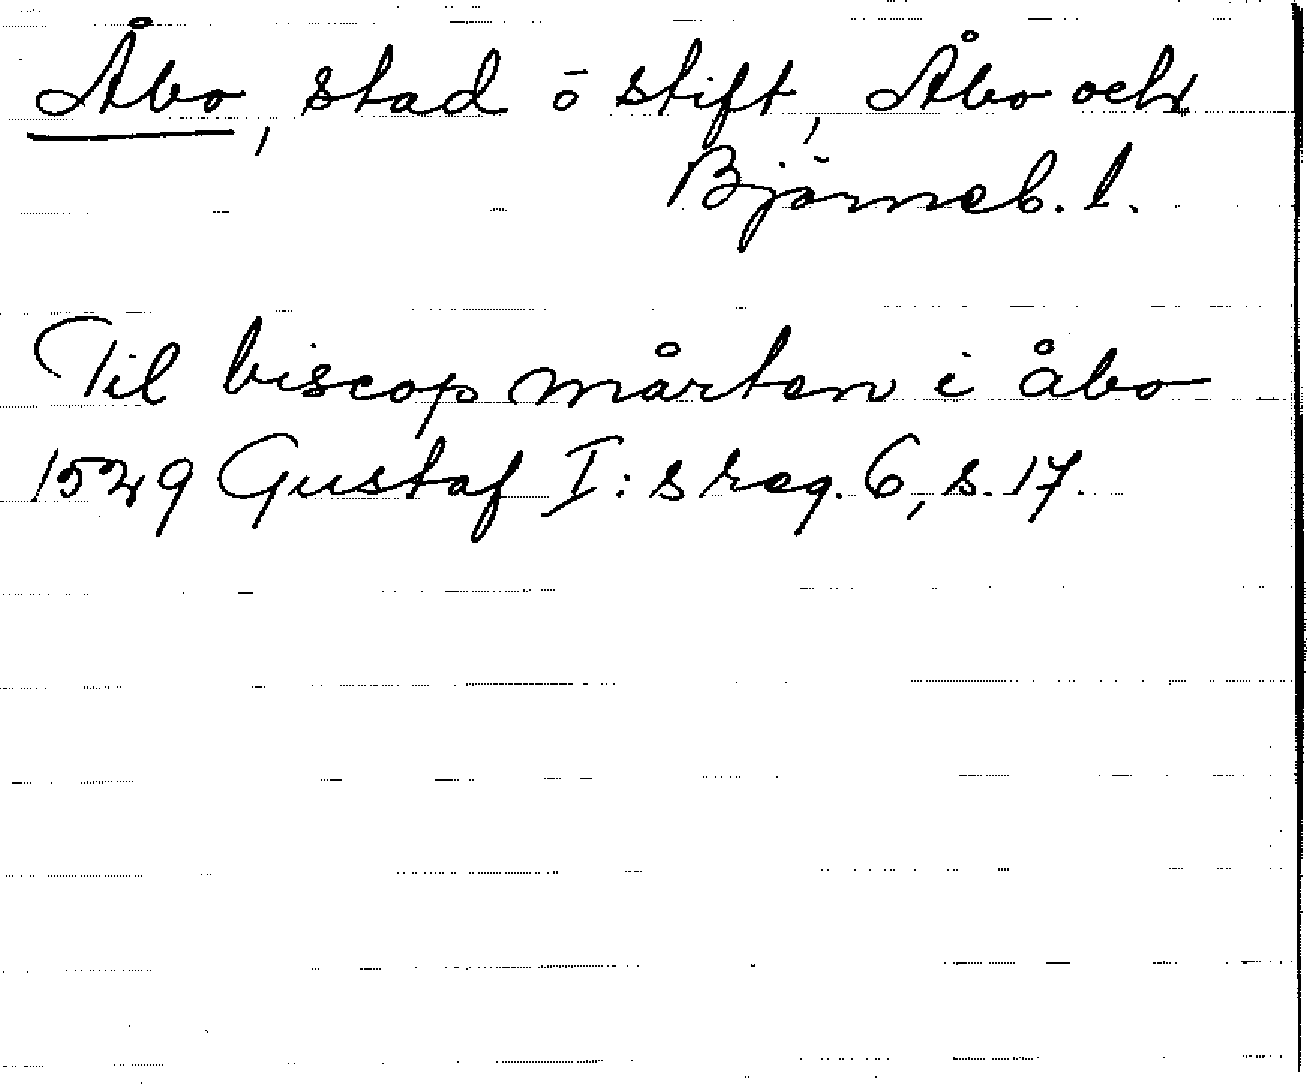 Åbo, stad o stift, Åbo och
Björneb. l.
Til biscop mårten i åbo
1529 Gustaf I: s reg. 6, s. 17.